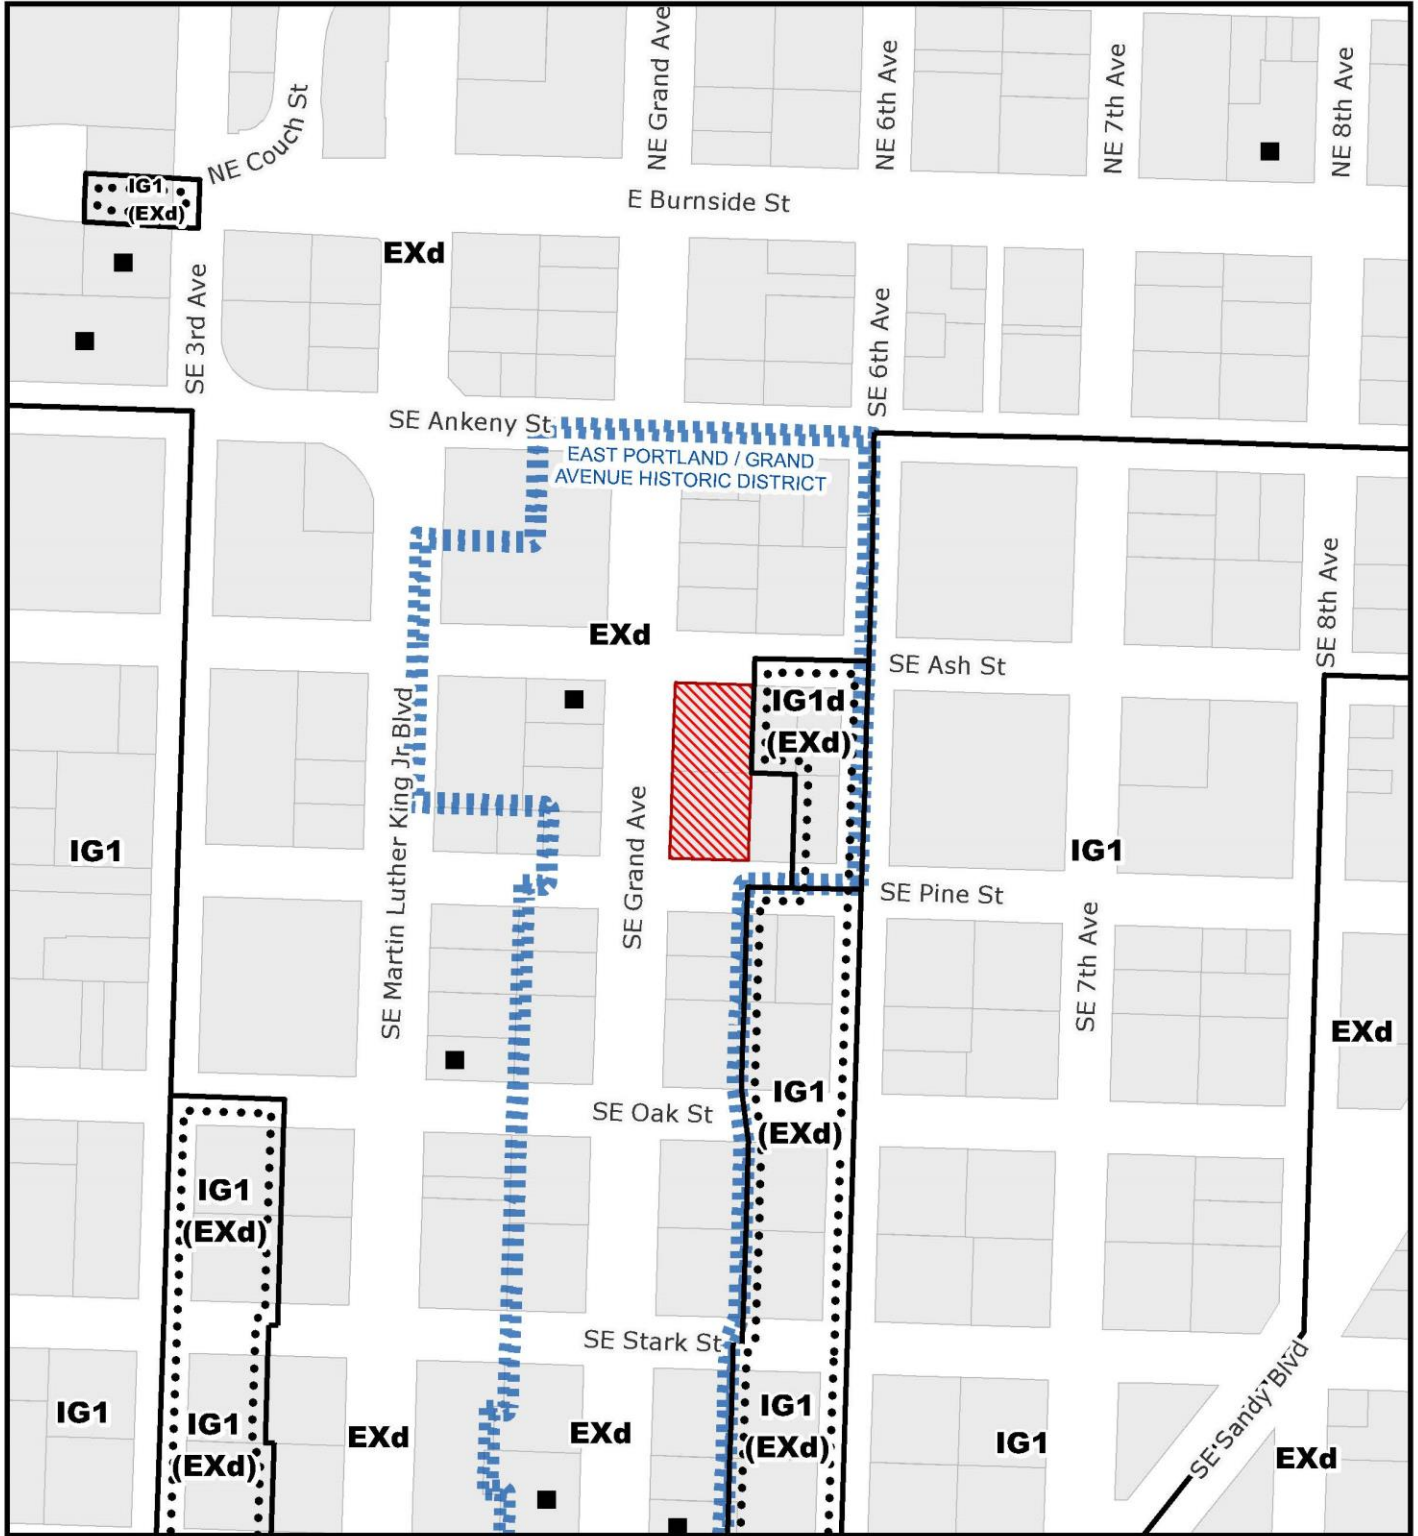 NE Grand Ave
NE 6th Ave
NE 7th Ave
NE 8th Ave
NE Couch St
IG1
(EXd)
E Burnside St
EXd
SE 3rd Ave
SE 6th Ave
SE Ankeny St
EAST PORTLAND / GRAND
AVENUE HISTORIC DISTRICT
SE 8th Ave
EXd
SE Ash St
IG1d
(EXd)
SE Martin Luther King Jr Blvd
SE Grand Ave
IG1
IG1
SE Pine St
SE 7th Ave
EXd
IG1
(EXd)
SE Oak St
IG1
(EXd)
SE Stark St
SE Sandy Blvd
IG1
IG1
(EXd)
EXd
EXd
IG1
(EXd)
IG1
EXd